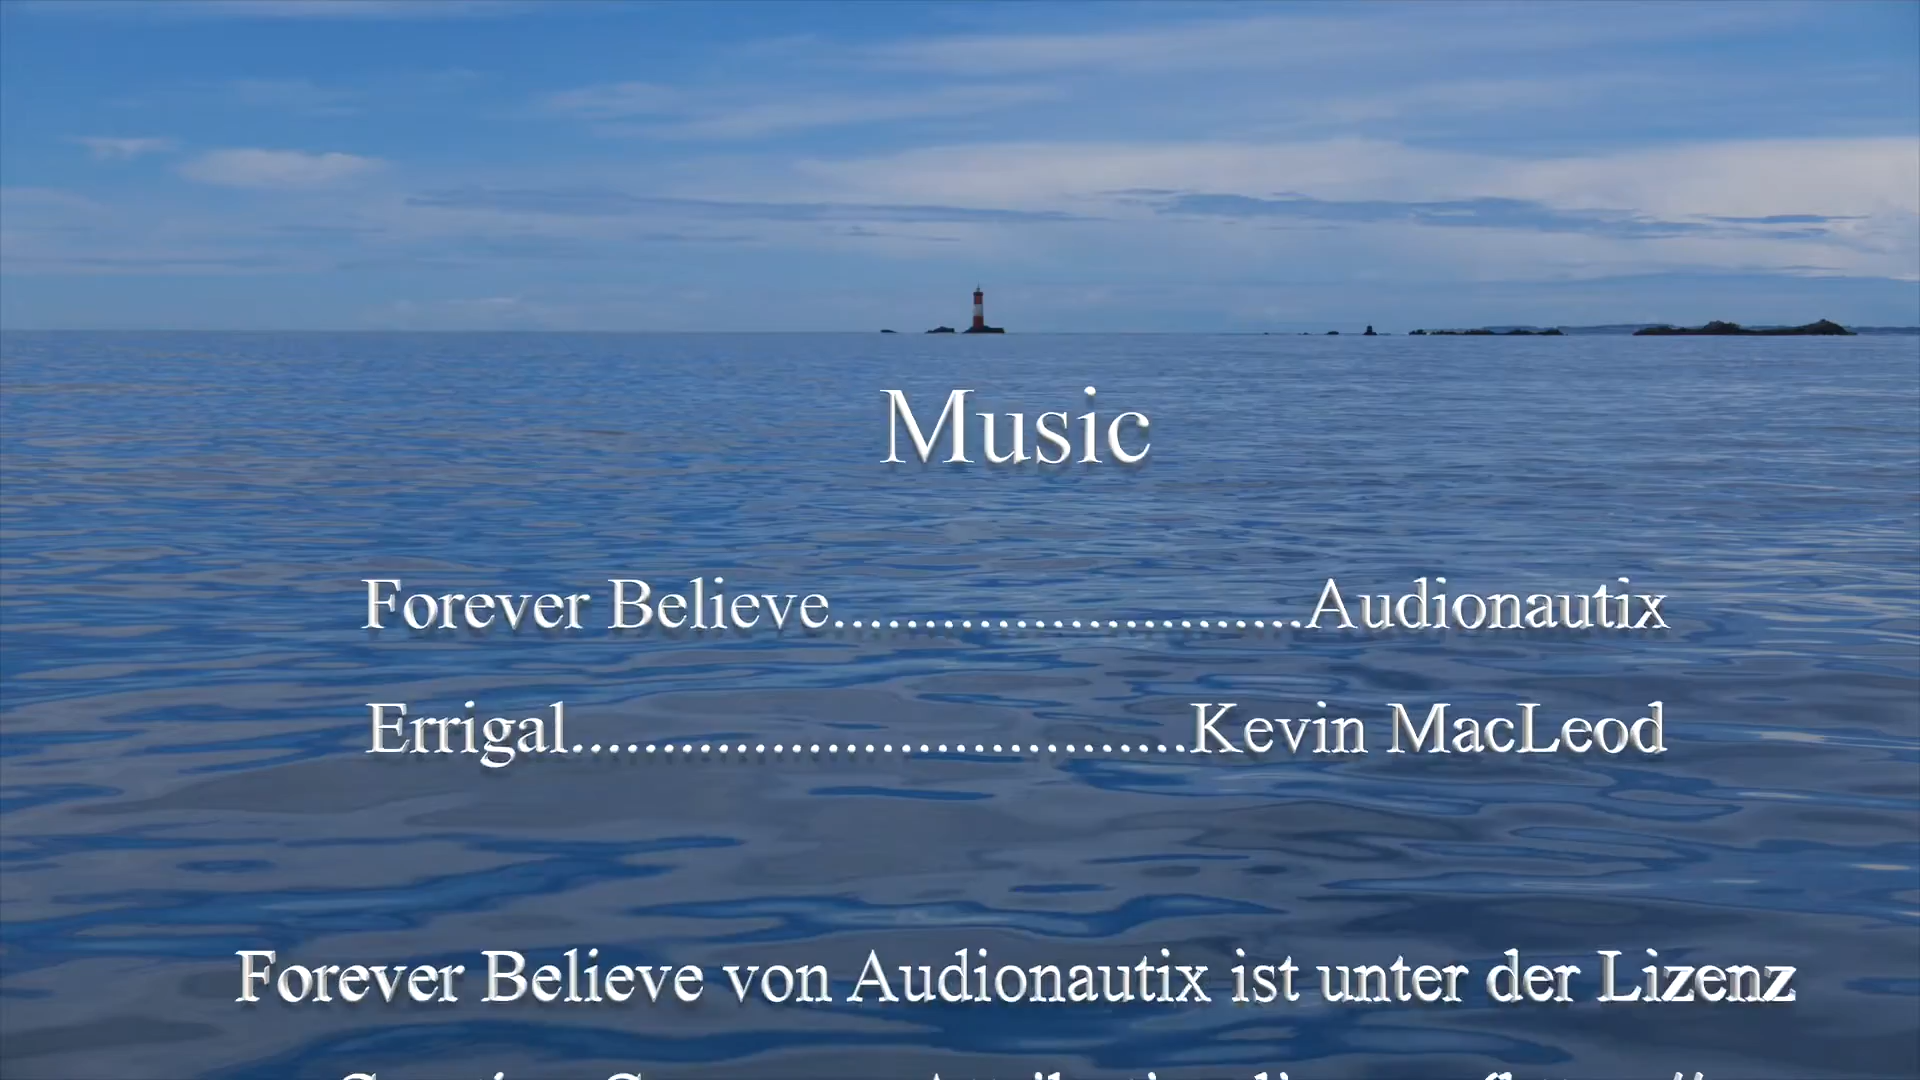 Music
Forever Believe..........................Audionautix
Errigal..................................Kevin MacLeod
Forever Believe von Audionautix ist unter der Lizenz